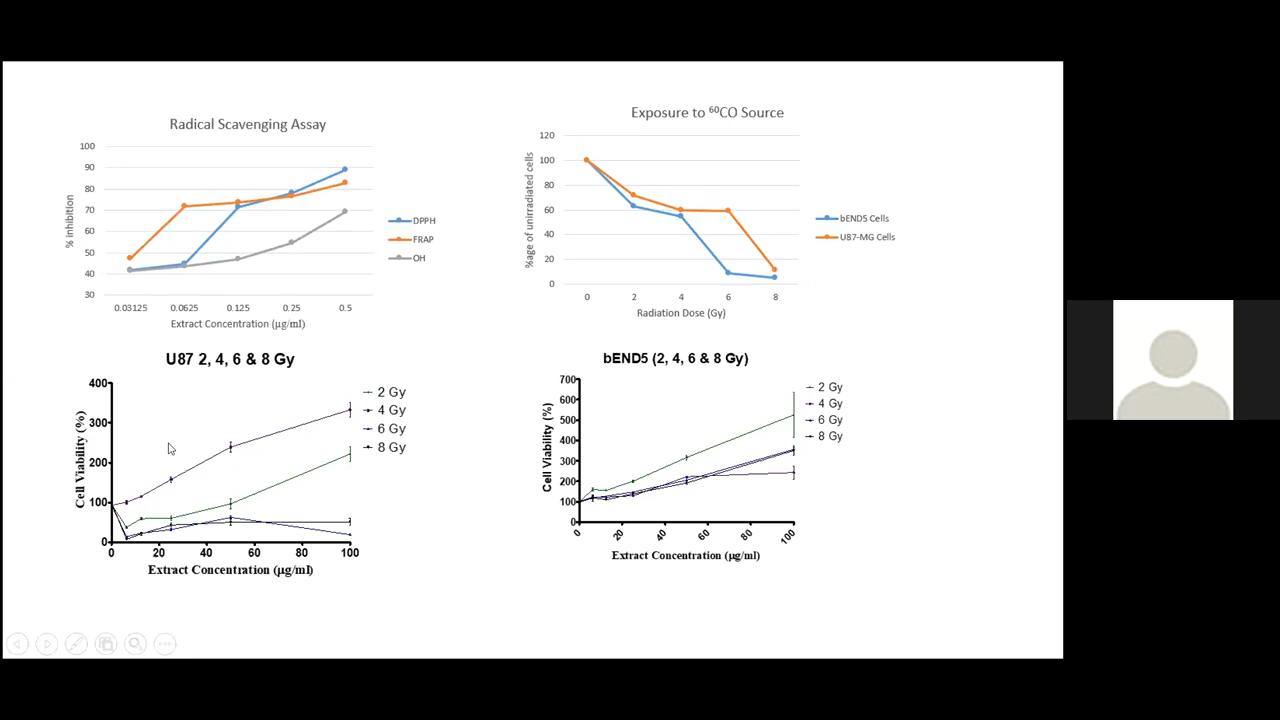 Radical Scavenging Assay
100
90
80
70
60
50
40
30
% inhibition
0.03125 0.0625 0.125 0.25 0.5
Extract Concentration (µg/ml)
DPPH
FRAP
OH
Exposure to ⁶⁰CO Source
120
100
80
60
40
20
0
%age of unirradiated cells
0 2 4 6 8
Radiation Dose (Gy)
bEND5 Cells
U87-MG Cells
U87 2, 4, 6 & 8 Gy
400
300
200
100
0
Cell Viability (%)
0 20 40 60 80 100
Extract Concentration (µg/ml)
2 Gy
4 Gy
6 Gy
8 Gy
bEND5 (2, 4, 6 & 8 Gy)
700
600
500
400
300
200
100
0
Cell Viability (%)
0 20 40 60 80 100
Extract Concentration (µg/ml)
2 Gy
4 Gy
6 Gy
8 Gy